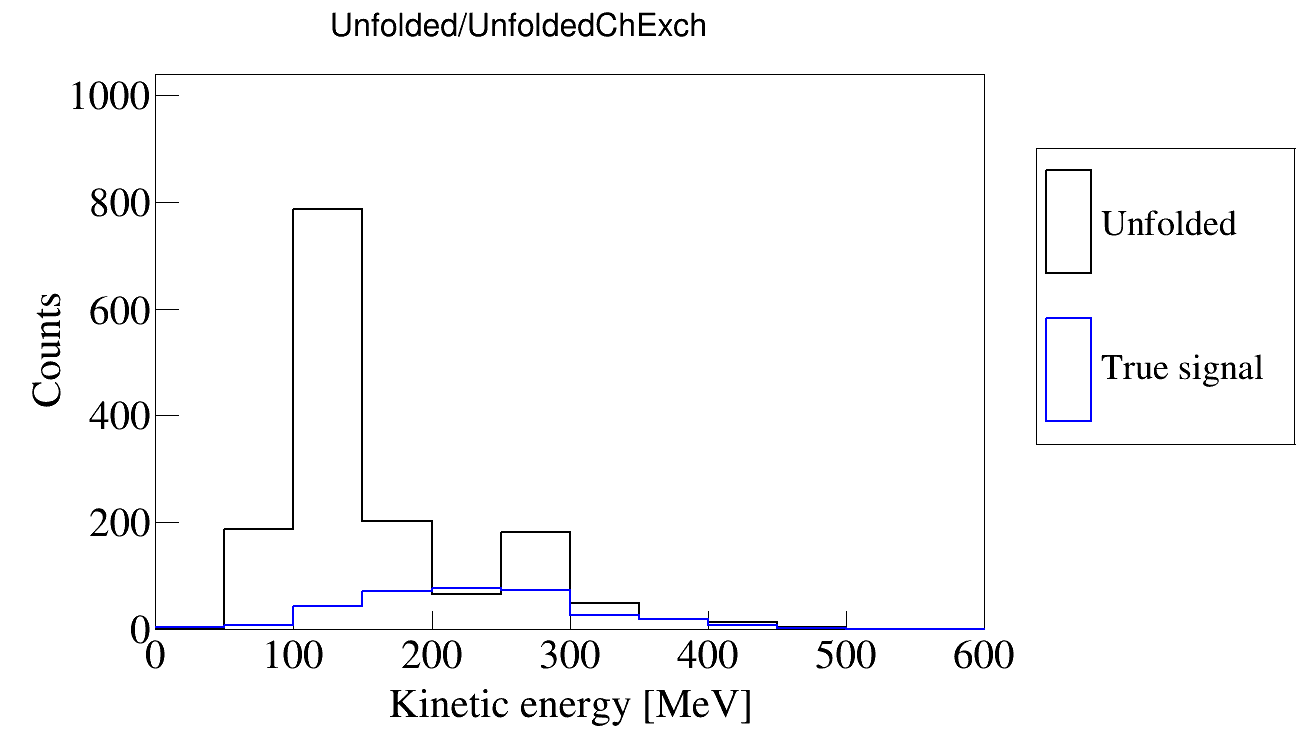 Unfolded/UnfoldedChExch
1000
800
600
400
200
0
Counts
0 100 200 300 400 500 600
Kinetic energy [MeV]
Unfolded
True signal